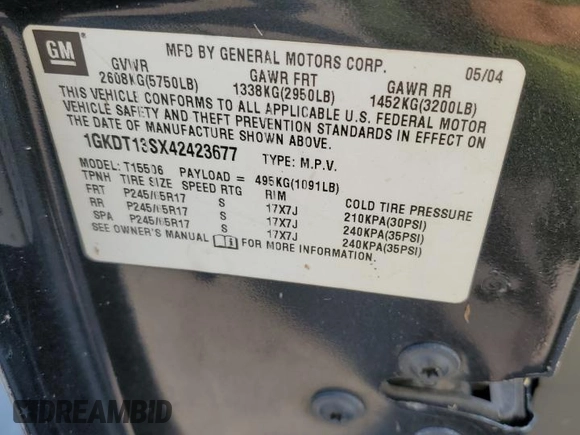 GM
MFD BY GENERAL MOTORS CORP. 05/04
GVWR GAWR FRT GAWR RR
2608KG(5750LB) 1338KG(2950LB) 1452KG(3200LB)
THIS VEHICLE CONFORMS TO ALL APPLICABLE U.S. FEDERAL MOTOR
VEHICLE SAFETY AND THEFT PREVENTION STANDARDS IN EFFECT ON
THE DATE OF MANUFACTURE SHOWN ABOVE.
1GKDT13SX42423677 TYPE: M.P.V.
MODEL: T15506 PAYLOAD = 495KG(1091LB)
TPNH TIRE SIZE SPEED RTG RIM COLD TIRE PRESSURE
FRT P245/65R17 S 17X7J 210KPA(30PSI)
RR P245/65R17 S 17X7J 240KPA(35PSI)
SPA P245/65R17 S 17X7J 240KPA(35PSI)
SEE OWNER'S MANUAL FOR MORE INFORMATION.
DREAMBID